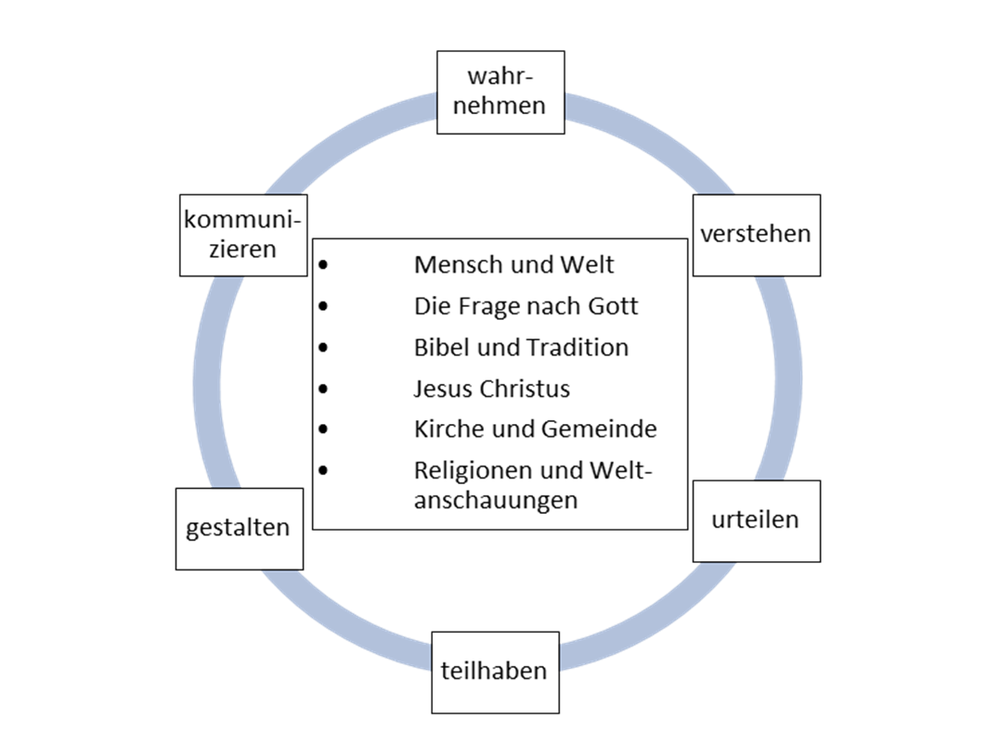 wahr-
nehmen
verstehen
urteilen
teilhaben
gestalten
kommuni-
zieren
• Mensch und Welt
• Die Frage nach Gott
• Bibel und Tradition
• Jesus Christus
• Kirche und Gemeinde
• Religionen und Welt-
anschauungen